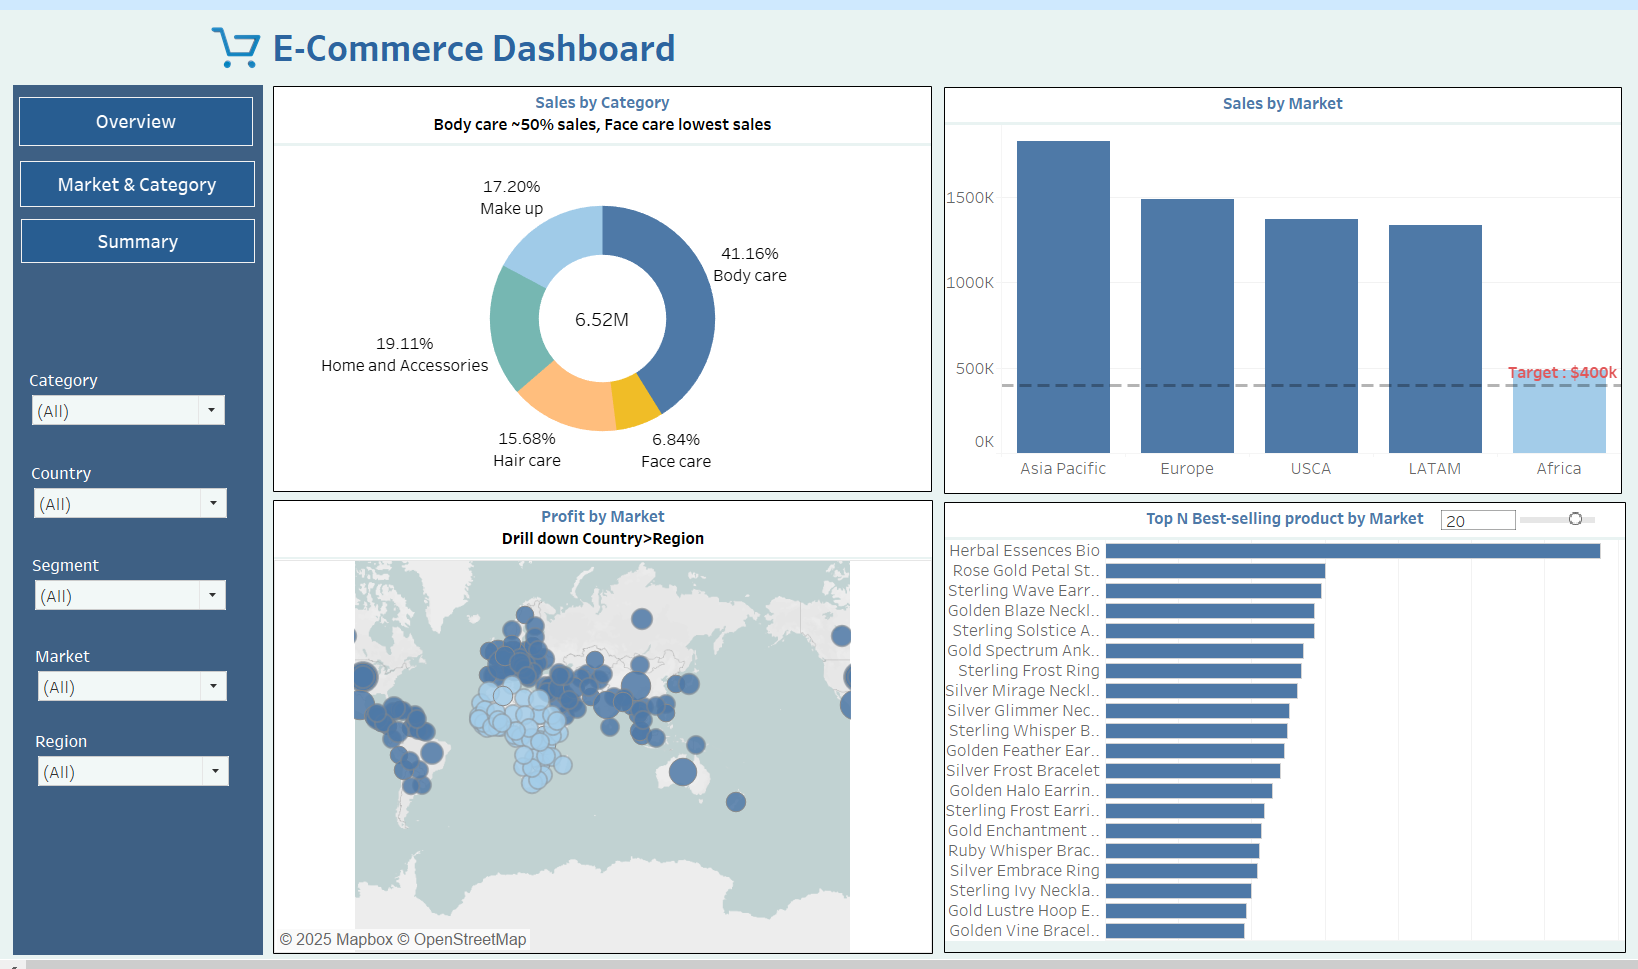 E-Commerce Dashboard
Overview
Market & Category
Summary
Category
(All)
Country
(All)
Segment
(All)
Market
(All)
Region
(All)
Sales by Category
Body care ~50% sales, Face care lowest sales
17.20%
Make up
41.16%
Body care
6.52M
19.11%
Home and Accessories
15.68%
Hair care
6.84%
Face care
Sales by Market
1500K
1000K
500K
0K
Target : $400k
Asia Pacific
Europe
USCA
LATAM
Africa
Profit by Market
Drill down Country>Region
© 2025 Mapbox © OpenStreetMap
Top N Best-selling product by Market
20
Herbal Essences Bio
Rose Gold Petal St..
Sterling Wave Earr..
Golden Blaze Neckl..
Sterling Solstice A..
Gold Spectrum Ank..
Sterling Frost Ring
Silver Mirage Neckl..
Silver Glimmer Nec..
Sterling Whisper B..
Golden Feather Ear..
Silver Frost Bracelet
Golden Halo Earrin..
Sterling Frost Earri..
Gold Enchantment ..
Ruby Whisper Brac..
Silver Embrace Ring
Sterling Ivy Neckla..
Gold Lustre Hoop E..
Golden Vine Bracel..